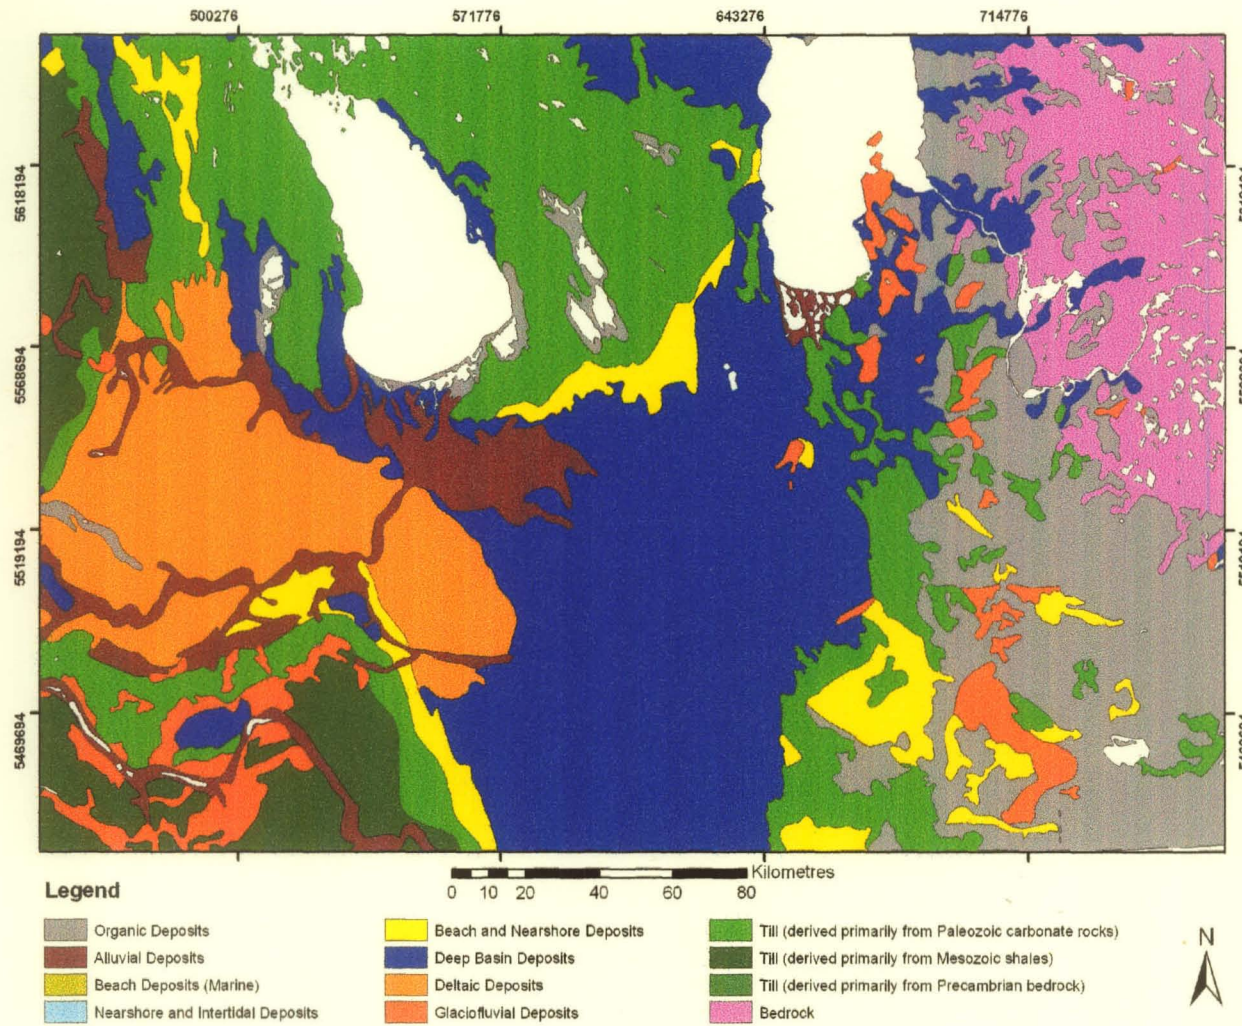 500276 571776 643276 714776
5618194
5568694
5519194
5469694
Kilometres
0 10 20 40 60 80
Legend
Organic Deposits
Alluvial Deposits
Beach Deposits (Marine)
Nearshore and Intertidal Deposits
Beach and Nearshore Deposits
Deep Basin Deposits
Deltaic Deposits
Glaciofluvial Deposits
Till (derived primarily from Paleozoic carbonate rocks)
Till (derived primarily from Mesozoic shales)
Till (derived primarily from Precambrian bedrock)
Bedrock
N